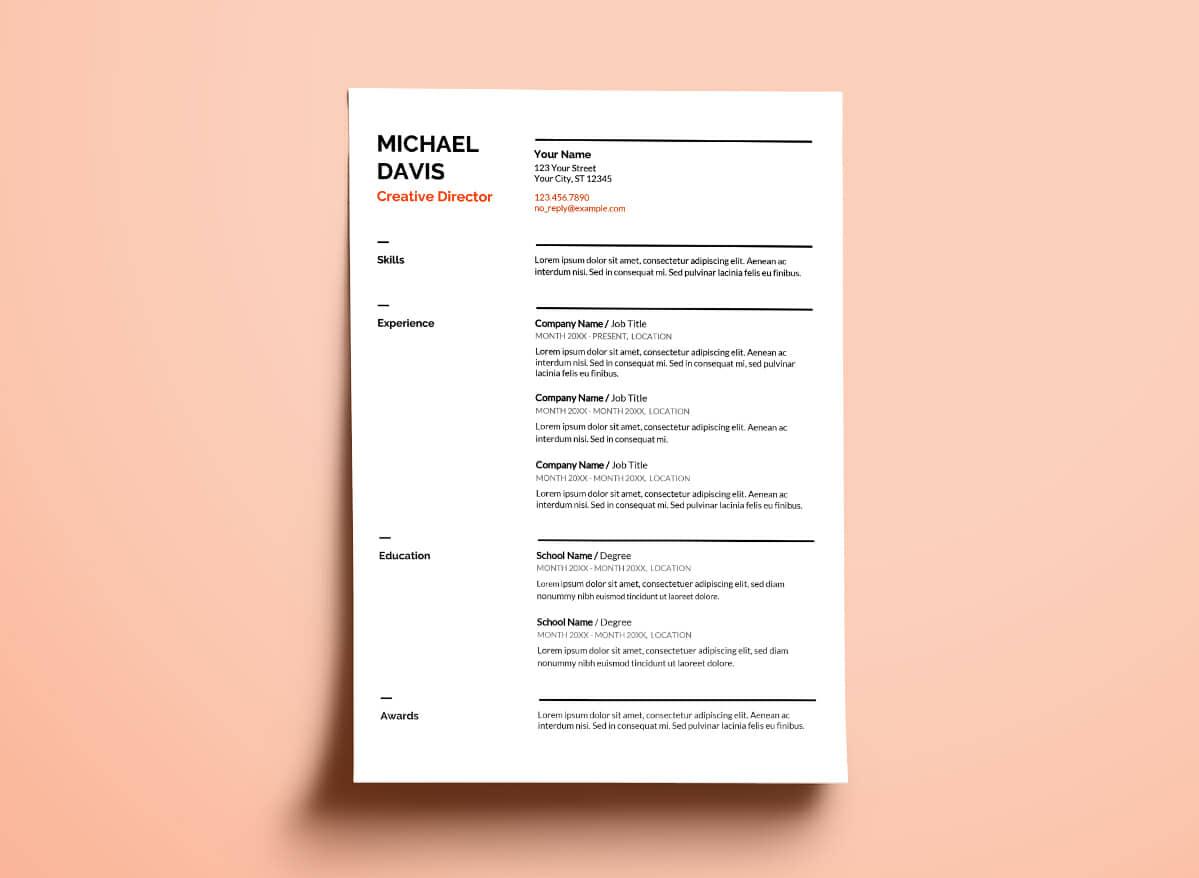 MICHAEL
DAVIS
Creative Director
Your Name
123 Your Street
Your City, ST 12345
123.456.7890
no_reply@example.com
Skills
Lorem ipsum dolor sit amet, consectetur adipiscing elit. Aenean ac
interdum nisi. Sed in consequat mi. Sed pulvinar lacinia felis eu finibus.
Experience
Company Name / Job Title
MONTH 20XX - PRESENT, LOCATION
Lorem ipsum dolor sit amet, consectetur adipiscing elit. Aenean ac
interdum nisi. Sed in consequat mi. Sed in consequat mi, sed pulvinar
lacinia felis eu finibus.
Company Name / Job Title
MONTH 20XX - MONTH 20XX, LOCATION
Lorem ipsum dolor sit amet, consectetur adipiscing elit. Aenean ac
interdum nisi. Sed in consequat mi.
Company Name / Job Title
MONTH 20XX - MONTH 20XX, LOCATION
Lorem ipsum dolor sit amet, consectetur adipiscing elit. Aenean ac
interdum nisi. Sed in consequat mi. Sed pulvinar lacinia felis eu finibus.
Education
School Name / Degree
MONTH 20XX - MONTH 20XX, LOCATION
Lorem ipsum dolor sit amet, consectetuer adipiscing elit, sed diam
nonummy nibh euismod tincidunt ut laoreet dolore.
School Name / Degree
MONTH 20XX - MONTH 20XX, LOCATION
Lorem ipsum dolor sit amet, consectetuer adipiscing elit, sed diam
nonummy nibh euismod tincidunt ut laoreet dolore.
Awards
Lorem ipsum dolor sit amet, consectetur adipiscing elit. Aenean ac
interdum nisi. Sed in consequat mi. Sed pulvinar lacinia felis eu finibus.